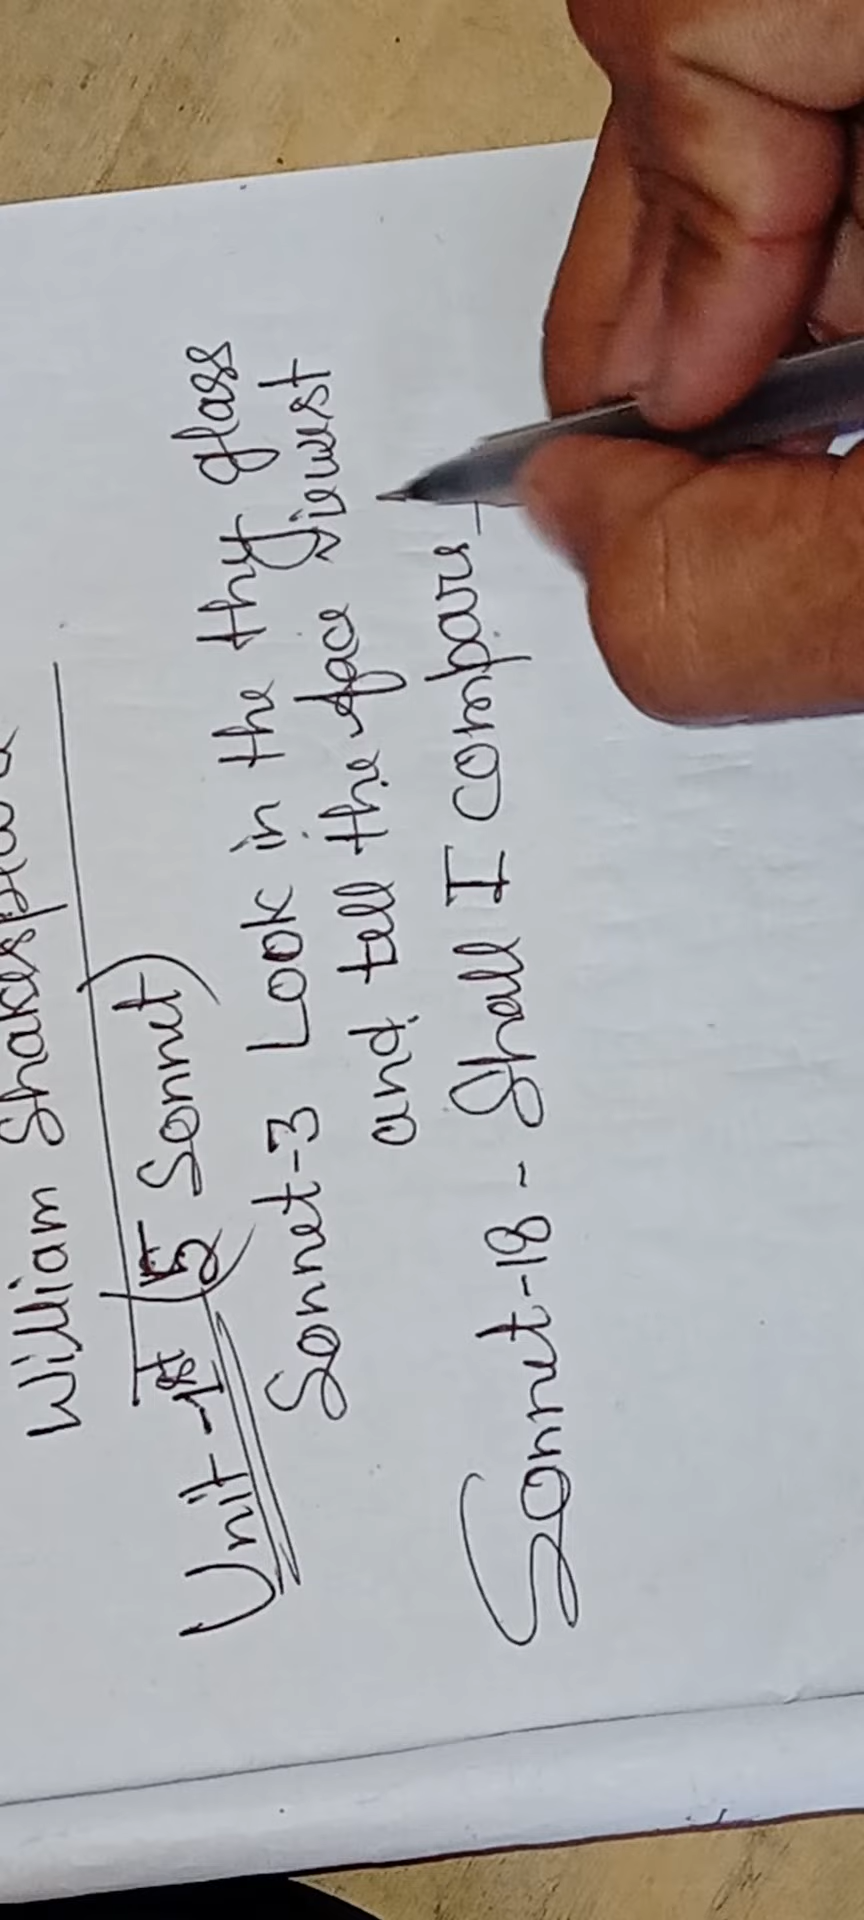 William Shakespeare
Unit-1st (5 Sonnet)
Sonnet-3 Look in the thy glass
and tell the face viewest
Sonnet-18 - Shall I compare